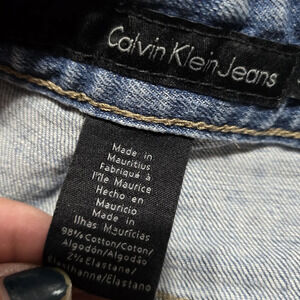 Calvin Klein Jeans
Made in
Mauritius
Fabriqué à
l'île Maurice
Hecho en
Mauricio
Made in
Ilhas Maurícias
98% Cotton/Coton/
Algodón/Algodão
2% Elastane/
Élasthanne/Elastano